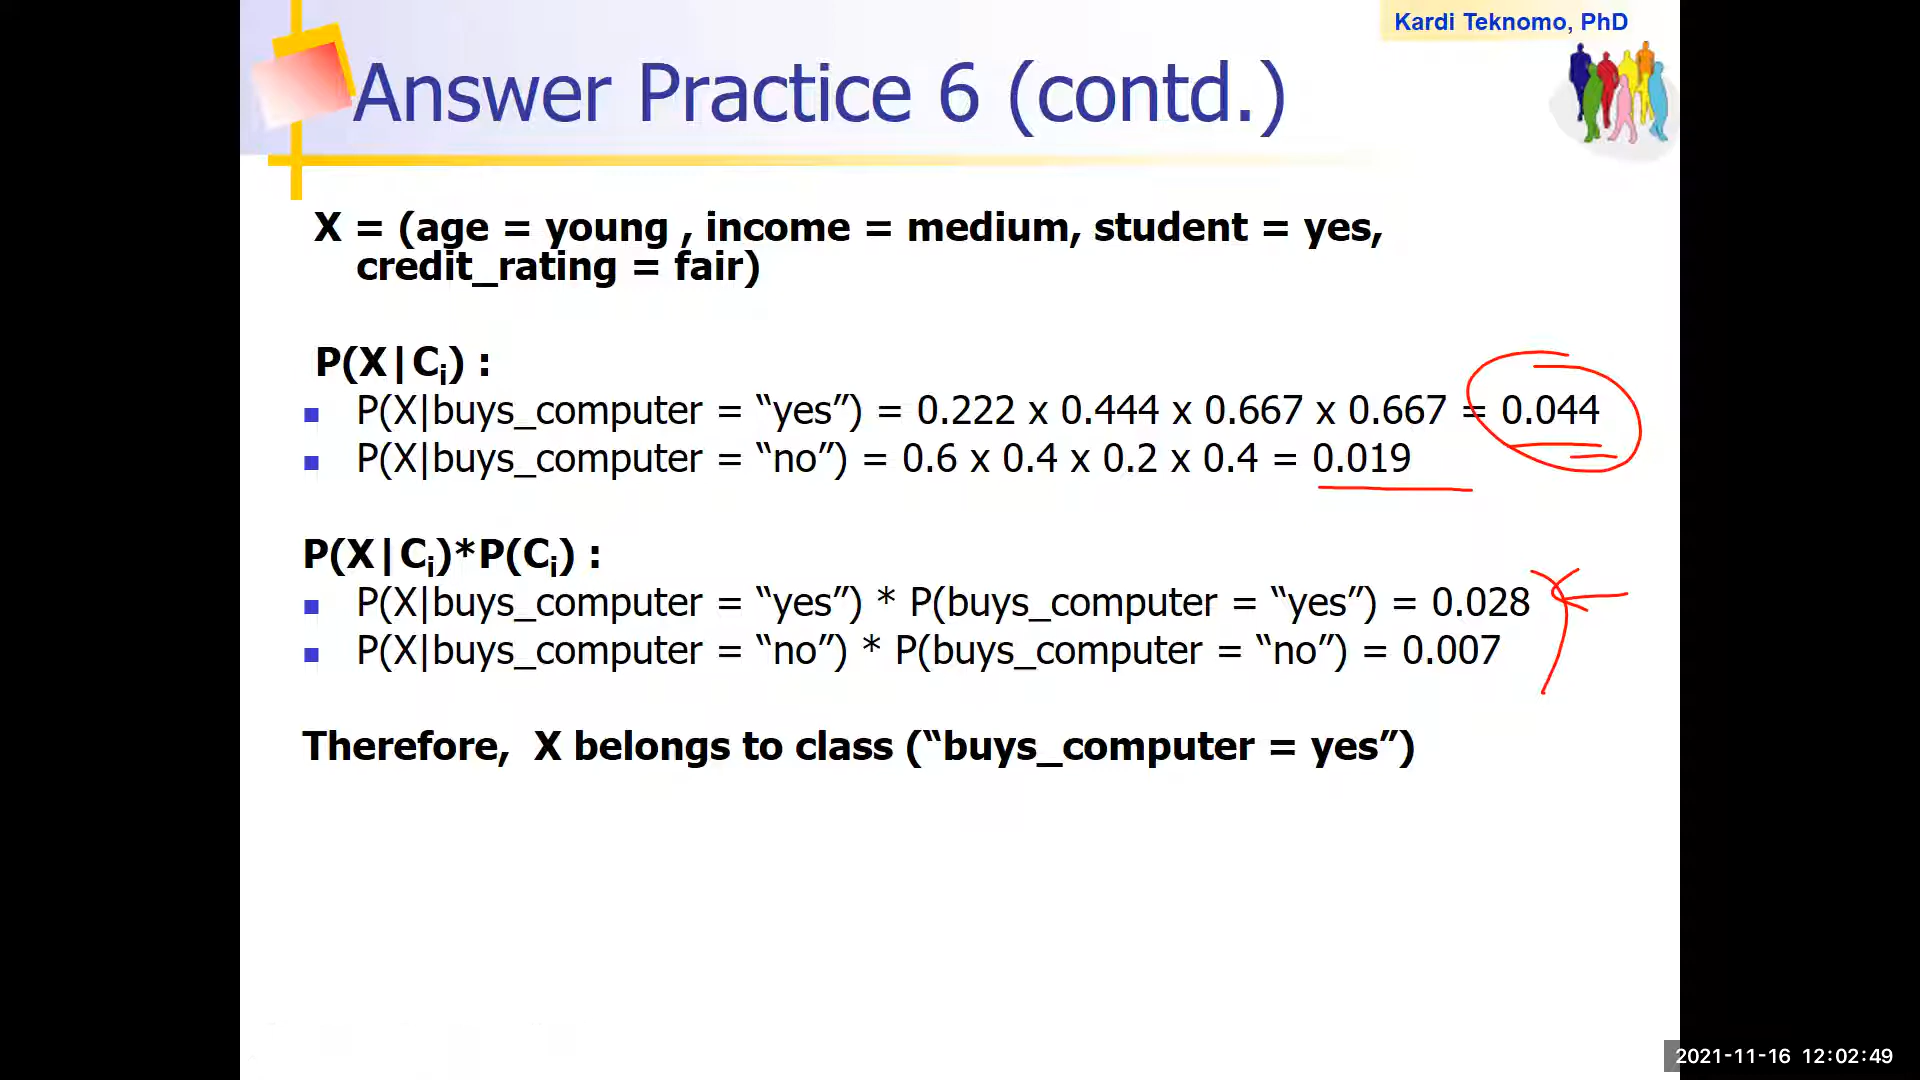 Kardi Teknomo, PhD
Answer Practice 6 (contd.)
X = (age = young , income = medium, student = yes,
credit_rating = fair)
P(X|Ci) :
P(X|buys_computer = “yes”) = 0.222 x 0.444 x 0.667 x 0.667 = 0.044
P(X|buys_computer = “no”) = 0.6 x 0.4 x 0.2 x 0.4 = 0.019
P(X|Ci)*P(Ci) :
P(X|buys_computer = “yes”) * P(buys_computer = “yes”) = 0.028
P(X|buys_computer = “no”) * P(buys_computer = “no”) = 0.007
Therefore, X belongs to class (“buys_computer = yes”)
2021-11-16 12:02:49